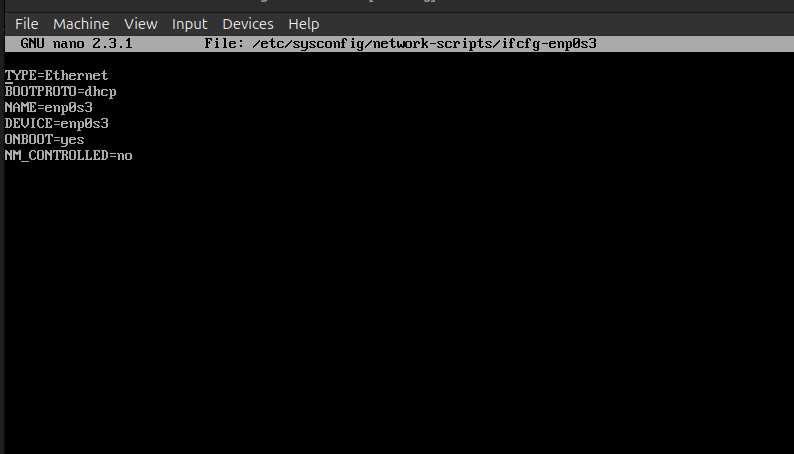 File Machine View Input Devices Help
GNU nano 2.3.1 File: /etc/sysconfig/network-scripts/ifcfg-enp0s3
TYPE=Ethernet
BOOTPROTO=dhcp
NAME=enp0s3
DEVICE=enp0s3
ONBOOT=yes
NM_CONTROLLED=no